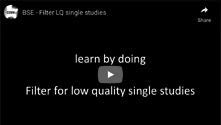 BSE - Filter LQ single studies
Share
learn by doing
Filter for low quality single studies